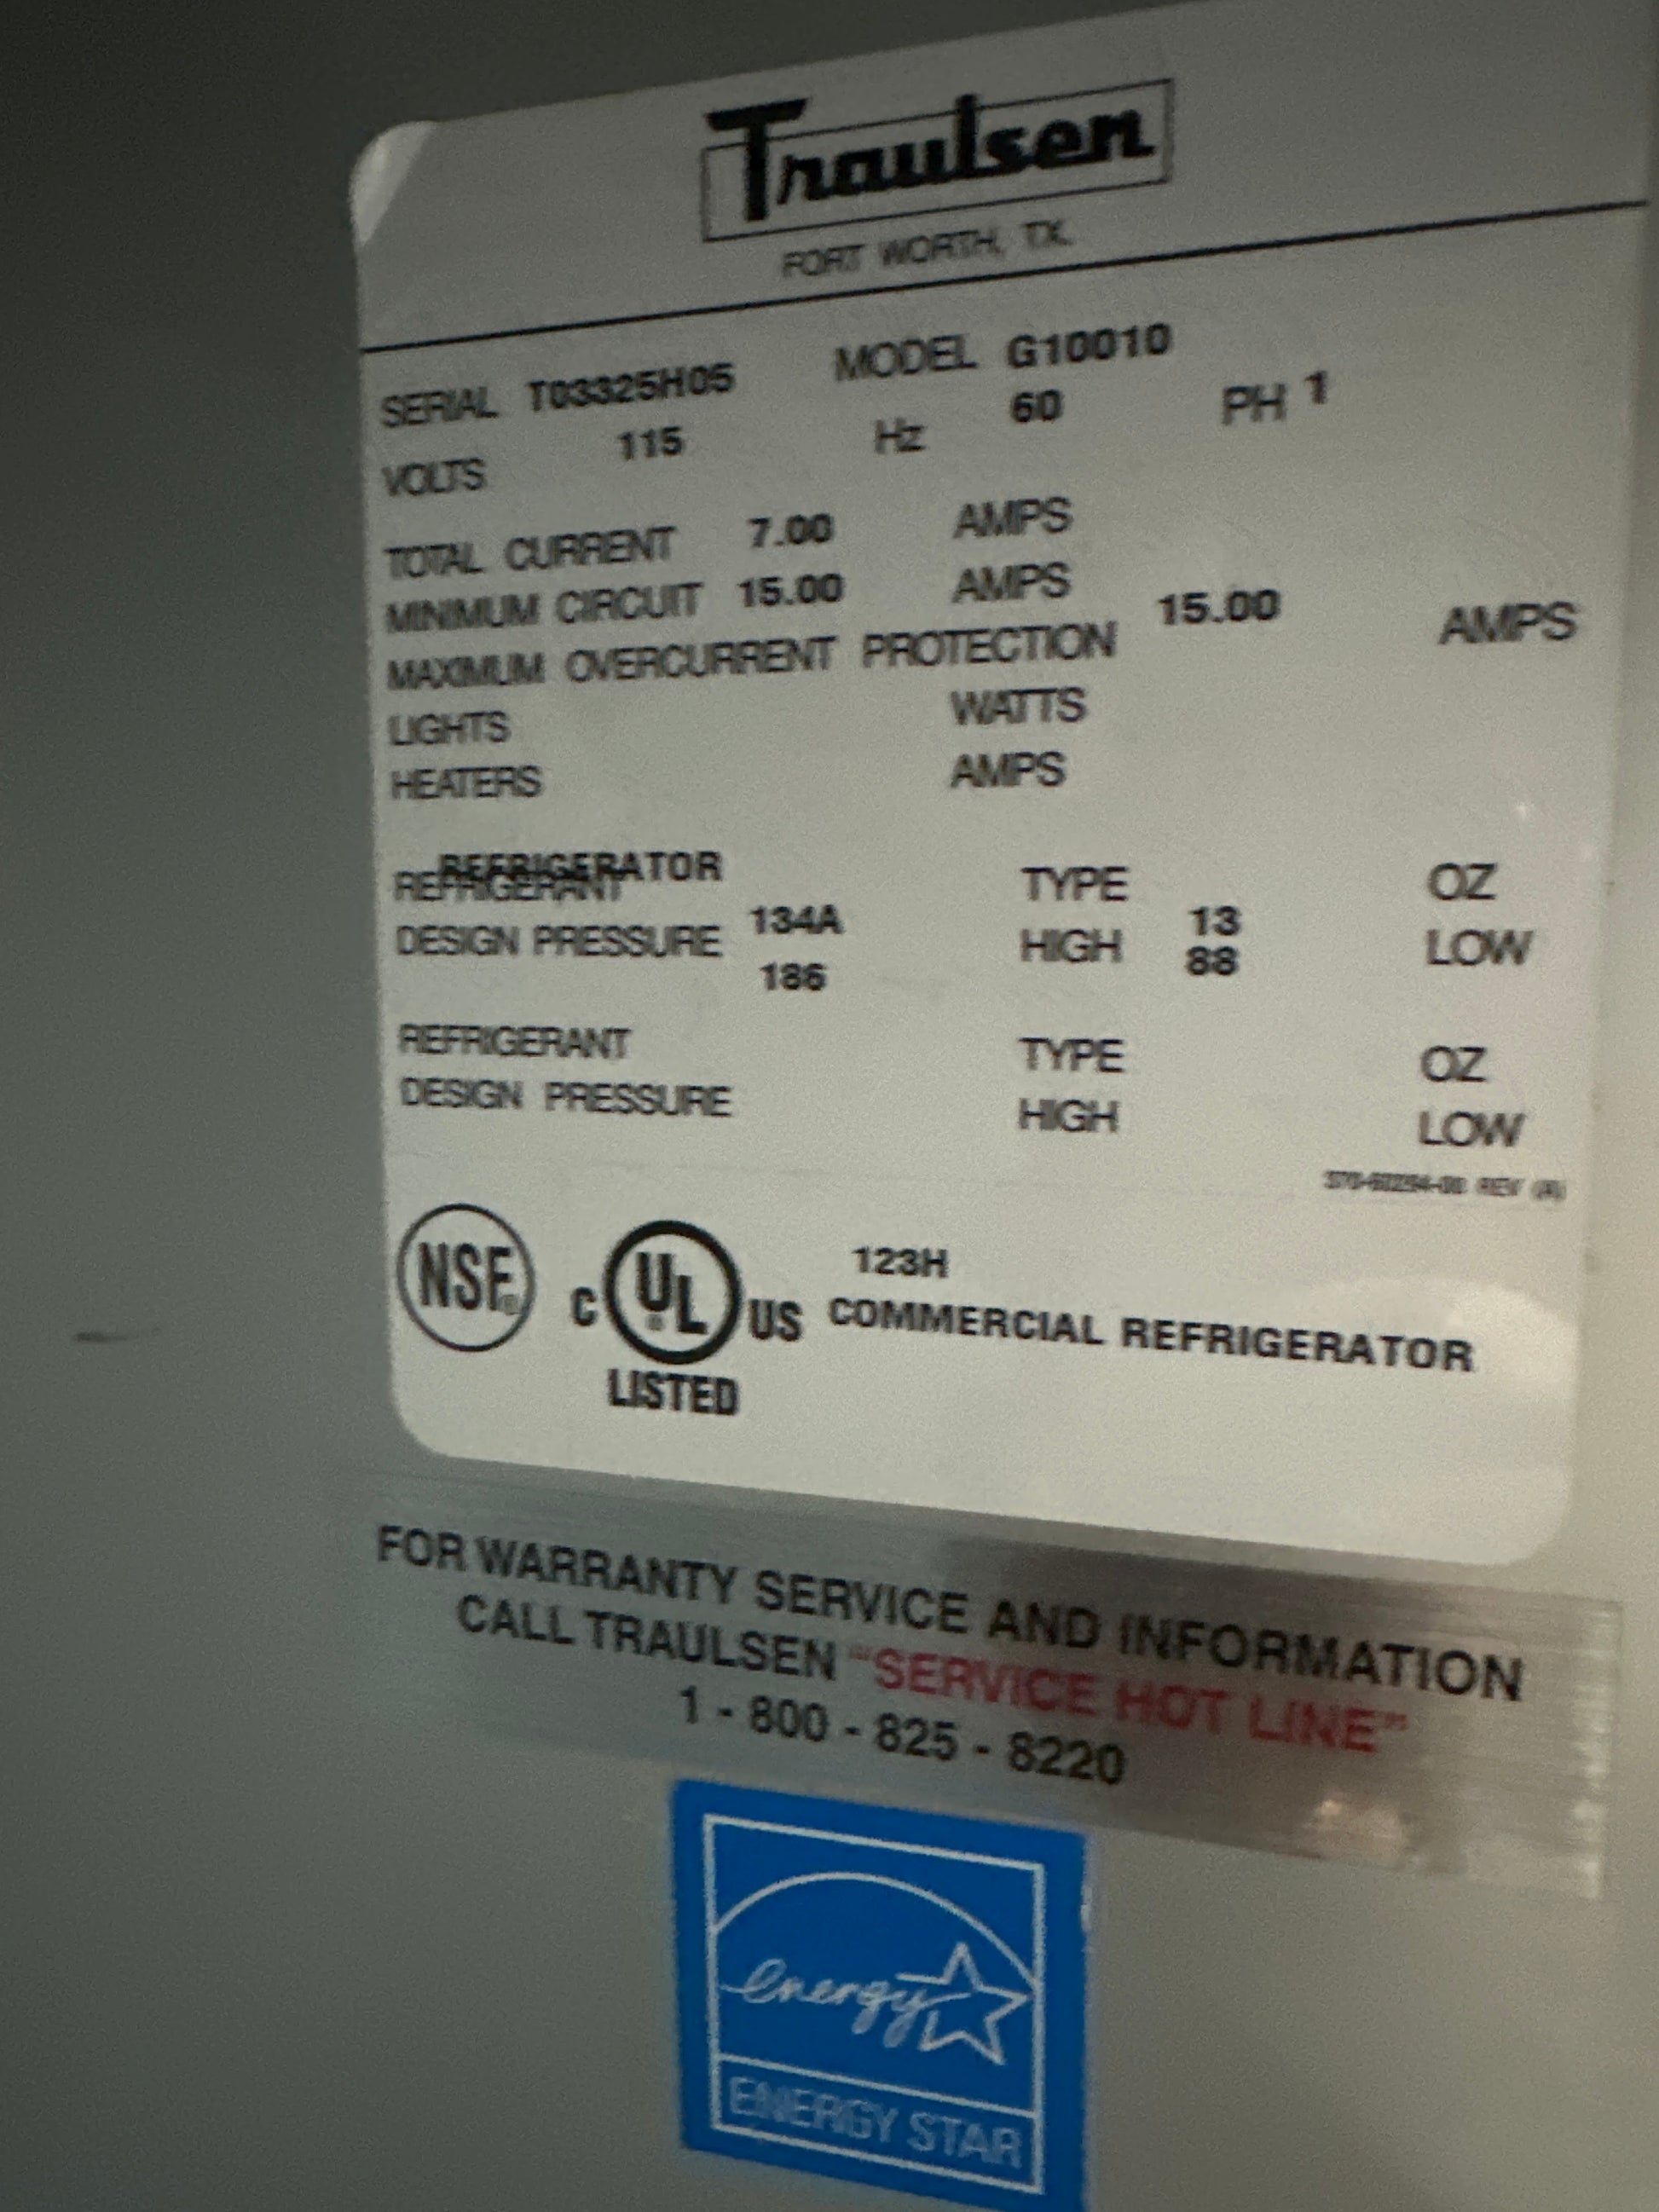 Traulsen
FORT WORTH, TX.
SERIAL T03325H05 MODEL G10010
VOLTS 115 Hz 60 PH 1
TOTAL CURRENT 7.00 AMPS
MINIMUM CIRCUIT 15.00 AMPS
MAXIMUM OVERCURRENT PROTECTION 15.00 AMPS
LIGHTS WATTS
HEATERS AMPS
REFRIGERATOR
REFRIGERANT 134A TYPE 13 OZ
DESIGN PRESSURE 186 HIGH 88 LOW
REFRIGERANT TYPE OZ
DESIGN PRESSURE HIGH LOW
370-60294-00 REV (A)
NSF®
C UL® US 123H
COMMERCIAL REFRIGERATOR
LISTED
FOR WARRANTY SERVICE AND INFORMATION
CALL TRAULSEN "SERVICE HOT LINE"
1 - 800 - 825 - 8220
energy
ENERGY STAR